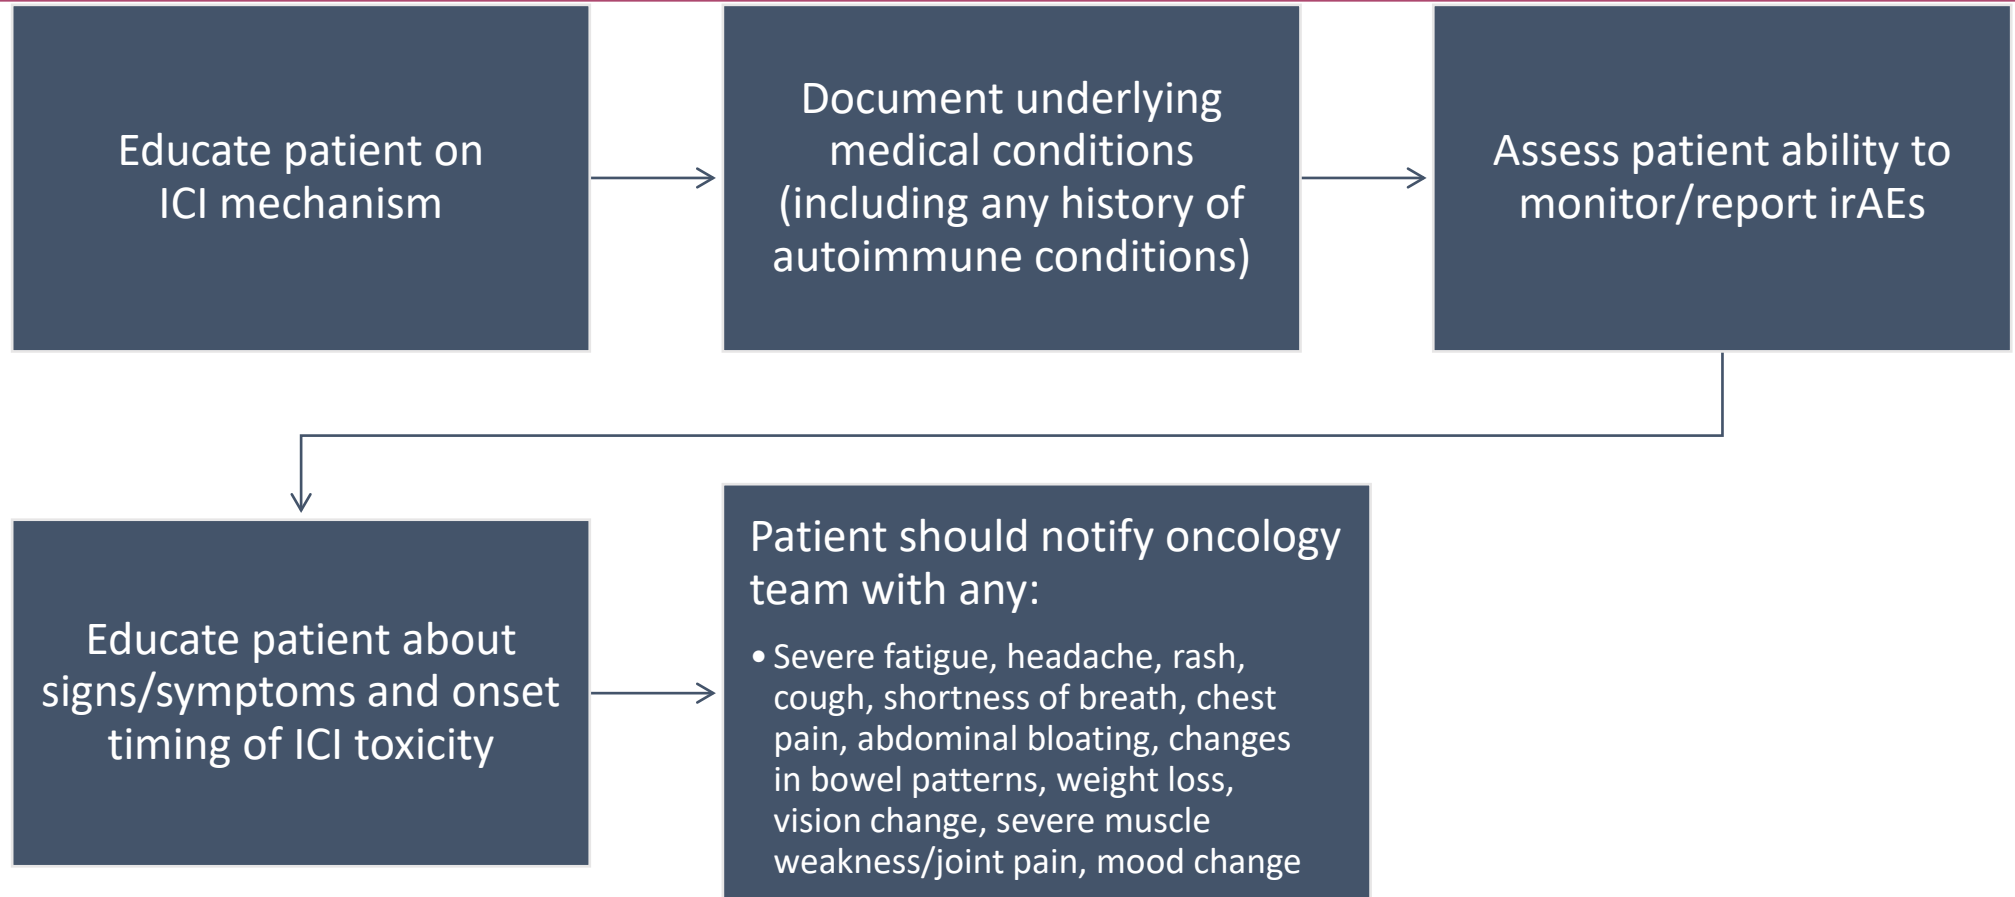 Educate patient on
ICI mechanism
Document underlying
medical conditions
(including any history of
autoimmune conditions)
Assess patient ability to
monitor/report irAEs
Educate patient about
signs/symptoms and onset
timing of ICI toxicity
Patient should notify oncology
team with any:
• Severe fatigue, headache, rash,
cough, shortness of breath, chest
pain, abdominal bloating, changes
in bowel patterns, weight loss,
vision change, severe muscle
weakness/joint pain, mood change